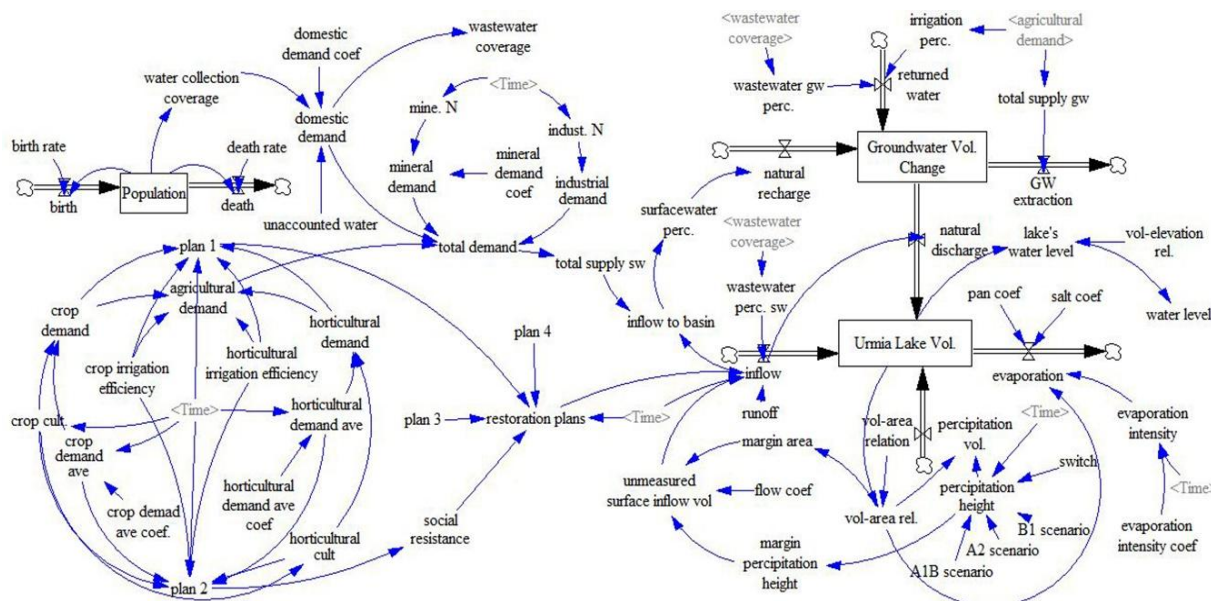 <wastewater
coverage>
irrigation
perc.
<agricultural
demand>
domestic
demand coef
wastewater
coverage
water collection
coverage
<Time>
wastewater gw
perc.
returned
water
total supply gw
mine. N
indust. N
domestic
demand
birth rate
death rate
mineral
demand
mineral
demand
coef
industrial
demand
natural
recharge
Groundwater Vol.
Change
GW
extraction
Population
birth
death
unaccounted water
surfacewater
perc.
<wastewater
coverage>
natural
discharge
lake's
water level
vol-elevation
rel.
plan 1
total demand
total supply sw
wastewater
perc. sw
agricultural
demand
crop
demand
horticultural
demand
inflow to basin
pan coef
salt coef
water level
plan 4
Urmia Lake Vol.
crop irrigation
efficiency
horticultural
irrigation efficiency
inflow
evaporation
<Time>
horticultural
demand ave
crop cult.
plan 3
restoration plans
<Time>
runoff
vol-area
relation
percipitation
vol.
<Time>
evaporation
intensity
crop
demand
ave
margin area
switch
unmeasured
surface inflow vol
flow coef
percipitation
height
<Time>
crop demad
ave coef.
horticultural
demand ave
coef
vol-area rel.
B1 scenario
A2 scenario
A1B scenario
evaporation
intensity coef
social
resistance
horticultural
cult
margin
percipitation
height
plan 2